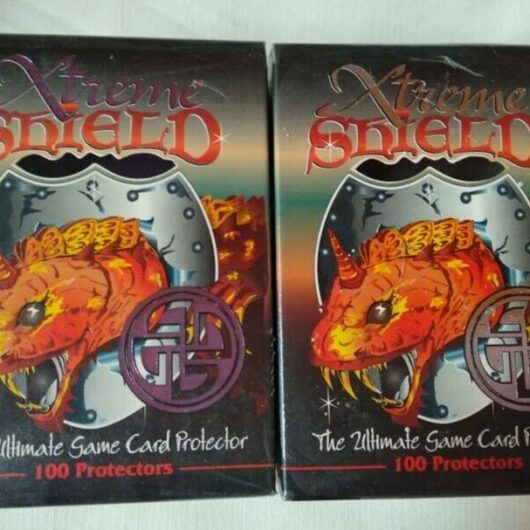 Xtreme
SHIELD
Ultimate Game Card Protector
100 Protectors
Xtreme
SHIELD
The Ultimate Game Card P
100 Protectors